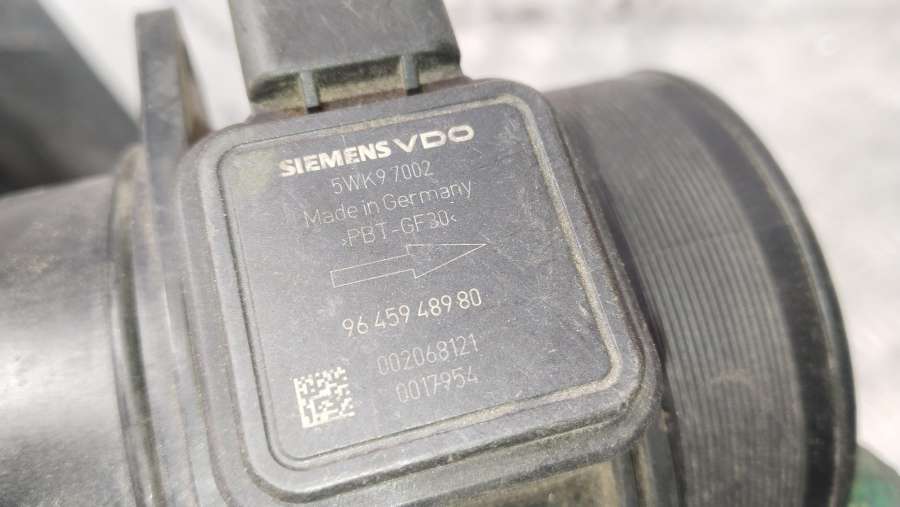 SIEMENS VDO
5WK9 7002
Made in Germany
>PBT-GF30<
96 459 489 80
002068121
0017954